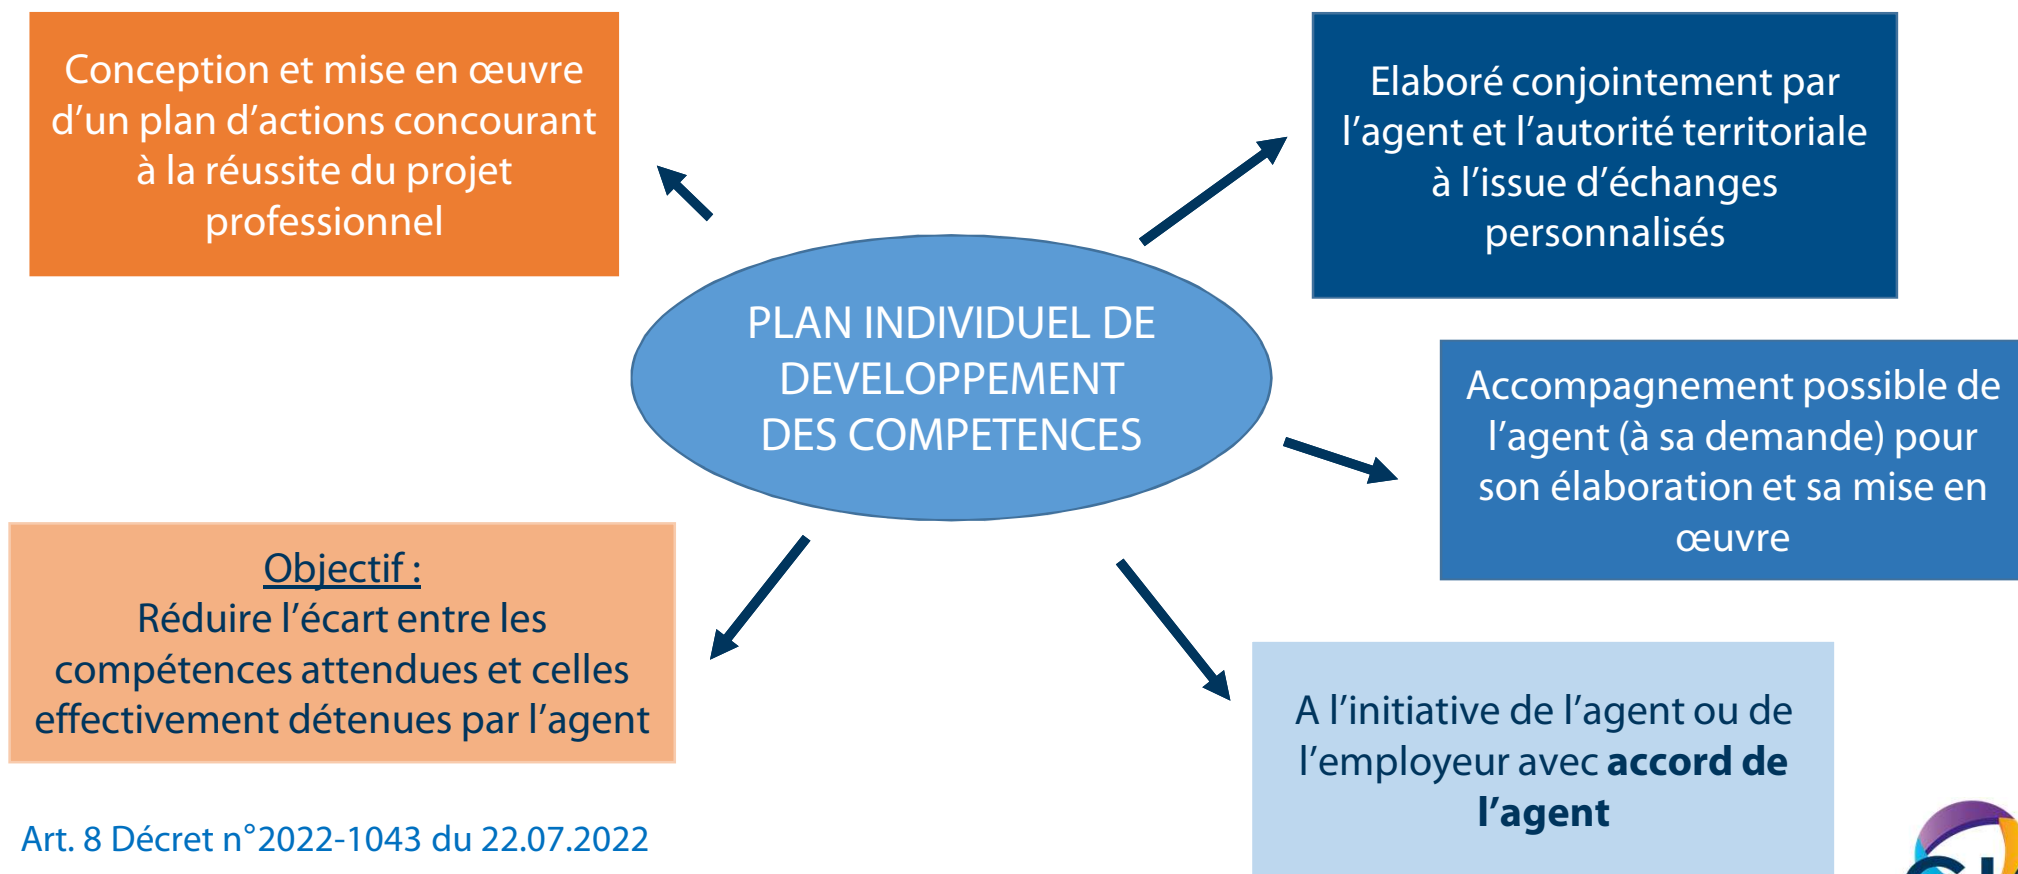 Conception et mise en œuvre
d’un plan d’actions concourant
à la réussite du projet
professionnel
Elaboré conjointement par
l’agent et l’autorité territoriale
à l’issue d’échanges
personnalisés
PLAN INDIVIDUEL DE
DEVELOPPEMENT
DES COMPETENCES
Accompagnement possible de
l’agent (à sa demande) pour
son élaboration et sa mise en
œuvre
Objectif :
Réduire l’écart entre les
compétences attendues et celles
effectivement détenues par l’agent
A l’initiative de l’agent ou de
l’employeur avec accord de
l’agent
Art. 8 Décret n°2022-1043 du 22.07.2022